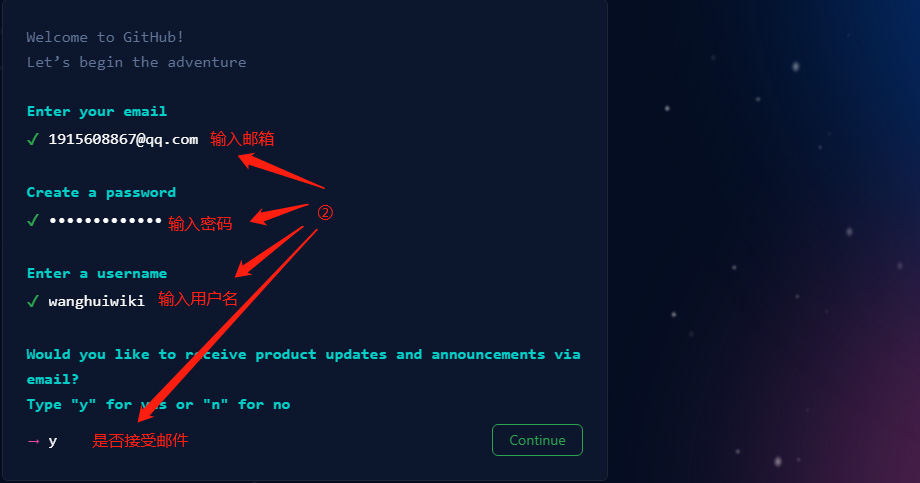 Welcome to GitHub!
Let’s begin the adventure
Enter your email
✓ 1915608867@qq.com 输入邮箱
Create a password
✓ ••••••••••••• 输入密码
②
Enter a username
✓ wanghuiwiki 输入用户名
Would you like to receive product updates and announcements via
email?
Type "y" for yes or "n" for no
→ y 是否接受邮件 Continue